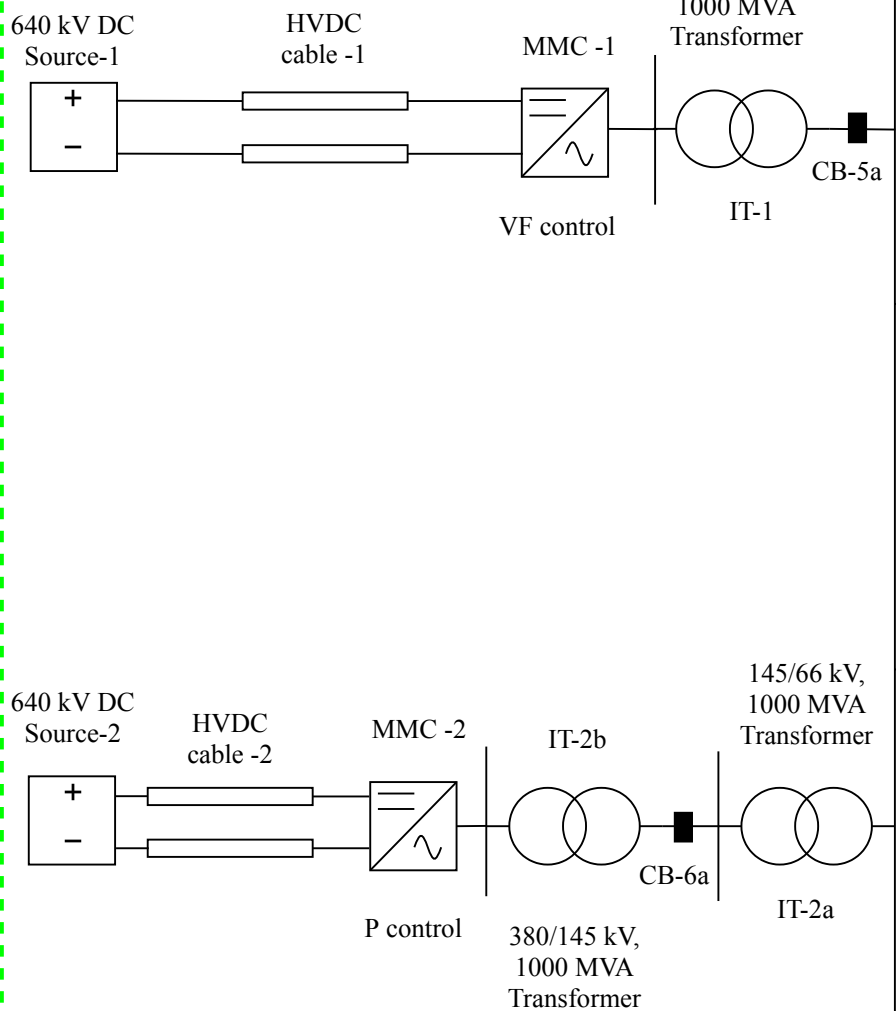 640 kV DC
Source-1
HVDC
cable -1
MMC -1
1000 MVA
Transformer
+
−
VF control
IT-1
CB-5a
640 kV DC
Source-2
HVDC
cable -2
MMC -2
IT-2b
145/66 kV,
1000 MVA
Transformer
+
−
P control
CB-6a
IT-2a
380/145 kV,
1000 MVA
Transformer